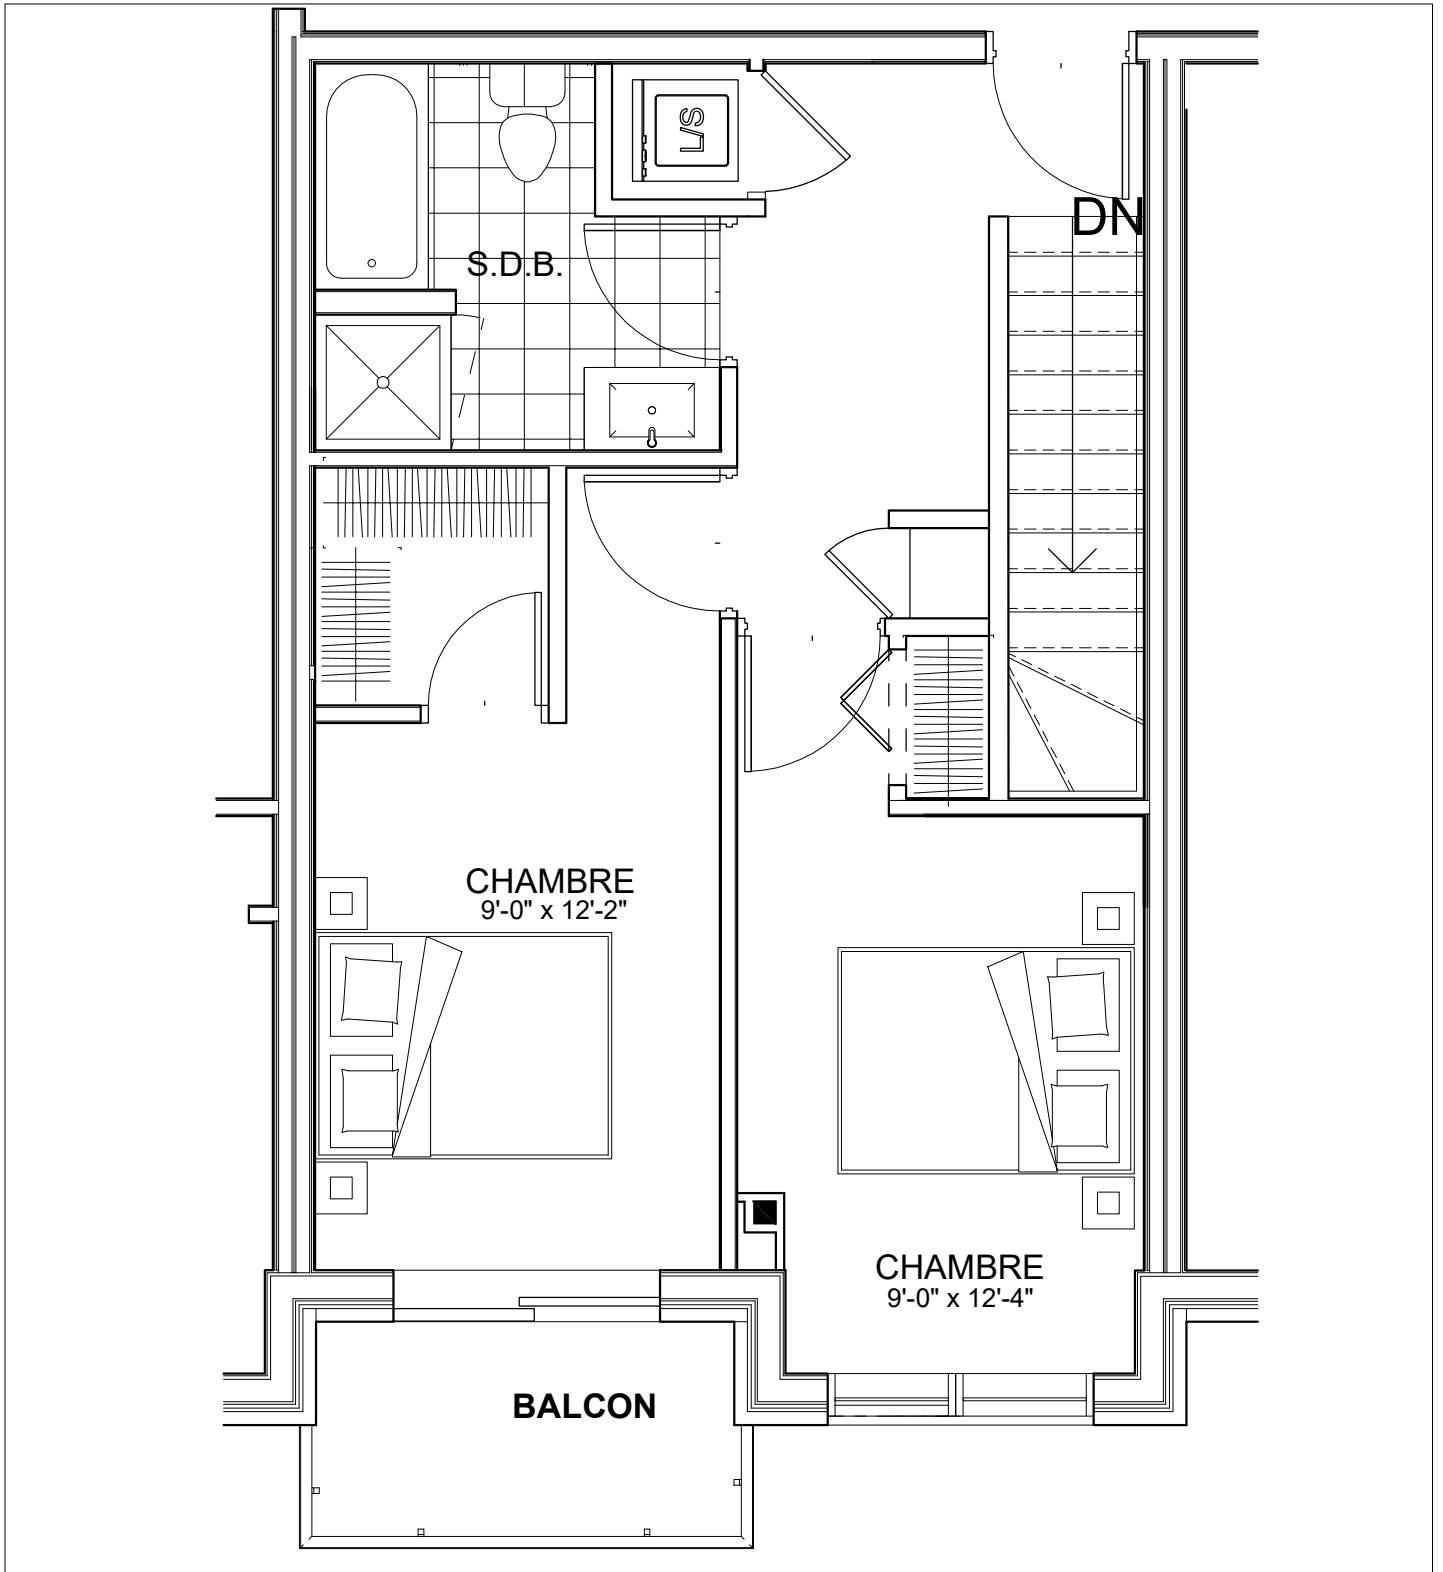 L/S
DN
S.D.B.
CHAMBRE
9'-0" x 12'-2"
CHAMBRE
9'-0" x 12'-4"
BALCON